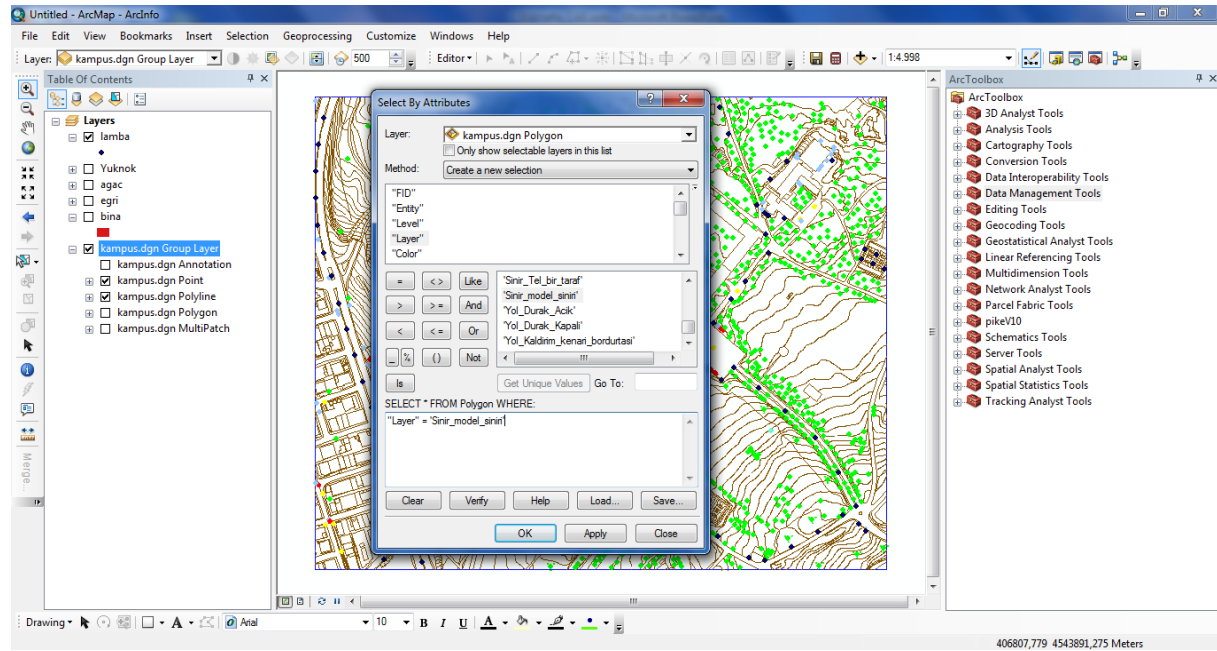 Untitled - ArcMap - ArcInfo
File Edit View Bookmarks Insert Selection Geoprocessing Customize Windows Help
Layer: kampus.dgn Group Layer 500 Editor 1:4.998
Table Of Contents
Layers
lamba
Yuknok
agac
egri
bina
kampus.dgn Group Layer
kampus.dgn Annotation
kampus.dgn Point
kampus.dgn Polyline
kampus.dgn Polygon
kampus.dgn MultiPatch
Merge...
Select By Attributes
Layer: kampus.dgn Polygon
Only show selectable layers in this list
Method: Create a new selection
"FID"
"Entity"
"Level"
"Layer"
"Color"
= < > Like
> > = And
< < = Or
_ % ( ) Not
Is
'Sinir_Tel_bir_taraf'
'Sinir_model_siniri'
'Yol_Durak_Acik'
'Yol_Durak_Kapali'
'Yol_Kaldirim_kenari_bordurtasi'
Get Unique Values Go To:
SELECT * FROM Polygon WHERE:
"Layer" = 'Sinir_model_siniri'
Clear Verify Help Load... Save...
OK Apply Close
ArcToolbox
ArcToolbox
3D Analyst Tools
Analysis Tools
Cartography Tools
Conversion Tools
Data Interoperability Tools
Data Management Tools
Editing Tools
Geocoding Tools
Geostatistical Analyst Tools
Linear Referencing Tools
Multidimension Tools
Network Analyst Tools
Parcel Fabric Tools
pikeV10
Schematics Tools
Server Tools
Spatial Analyst Tools
Spatial Statistics Tools
Tracking Analyst Tools
Drawing A Arial 10 B I U A
406807,779 4543891,275 Meters